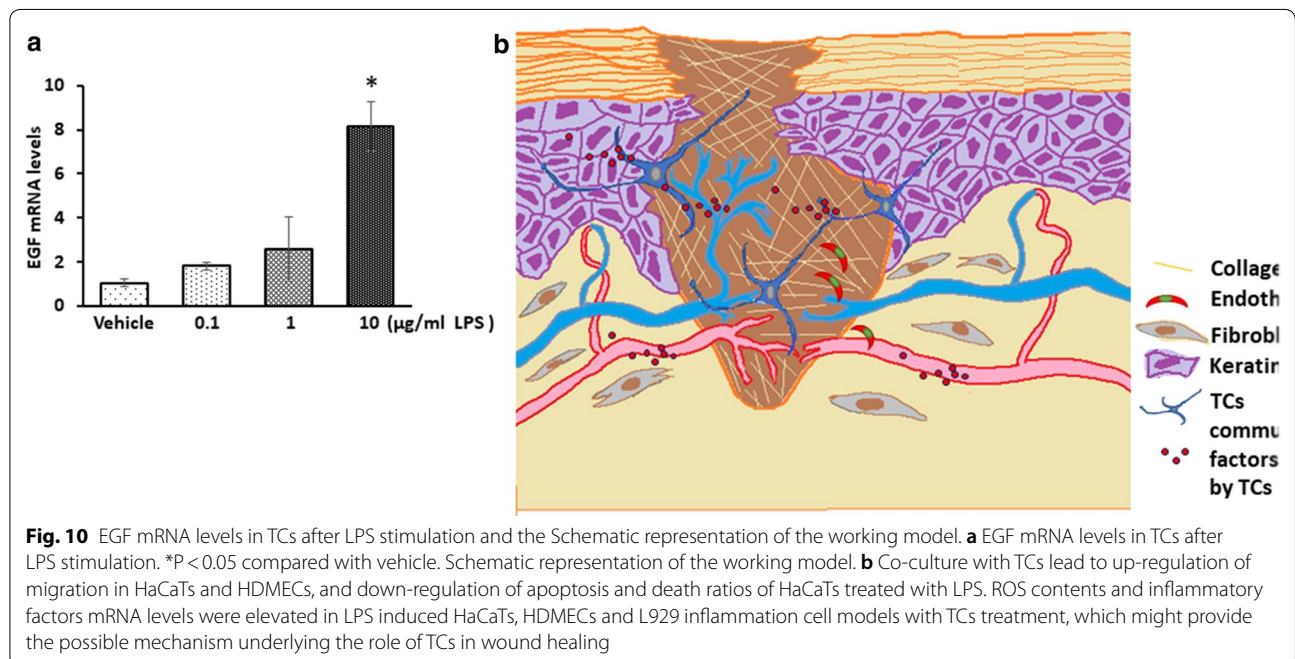 a
EGF mRNA levels
10
8
6
4
2
0
*
Vehicle 0.1 1 10 (µg/ml LPS )
b
Collage
Endoth
Fibrobl
Keratin
TCs
commu
factors
by TCs
Fig. 10 EGF mRNA levels in TCs after LPS stimulation and the Schematic representation of the working model. a EGF mRNA levels in TCs after
LPS stimulation. *P < 0.05 compared with vehicle. Schematic representation of the working model. b Co-culture with TCs lead to up-regulation of
migration in HaCaTs and HDMECs, and down-regulation of apoptosis and death ratios of HaCaTs treated with LPS. ROS contents and inflammatory
factors mRNA levels were elevated in LPS induced HaCaTs, HDMECs and L929 inflammation cell models with TCs treatment, which might provide
the possible mechanism underlying the role of TCs in wound healing